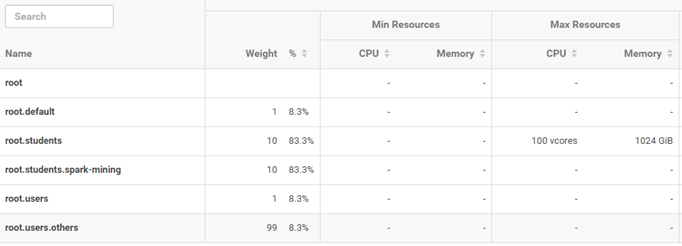 Search
Min Resources Max Resources
Name Weight % CPU Memory CPU Memory
root - - - -
root.default 1 8.3% - - - -
root.students 10 83.3% - - 100 vcores 1024 GiB
root.students.spark-mining 10 83.3% - - - -
root.users 1 8.3% - - - -
root.users.others 99 8.3% - - - -